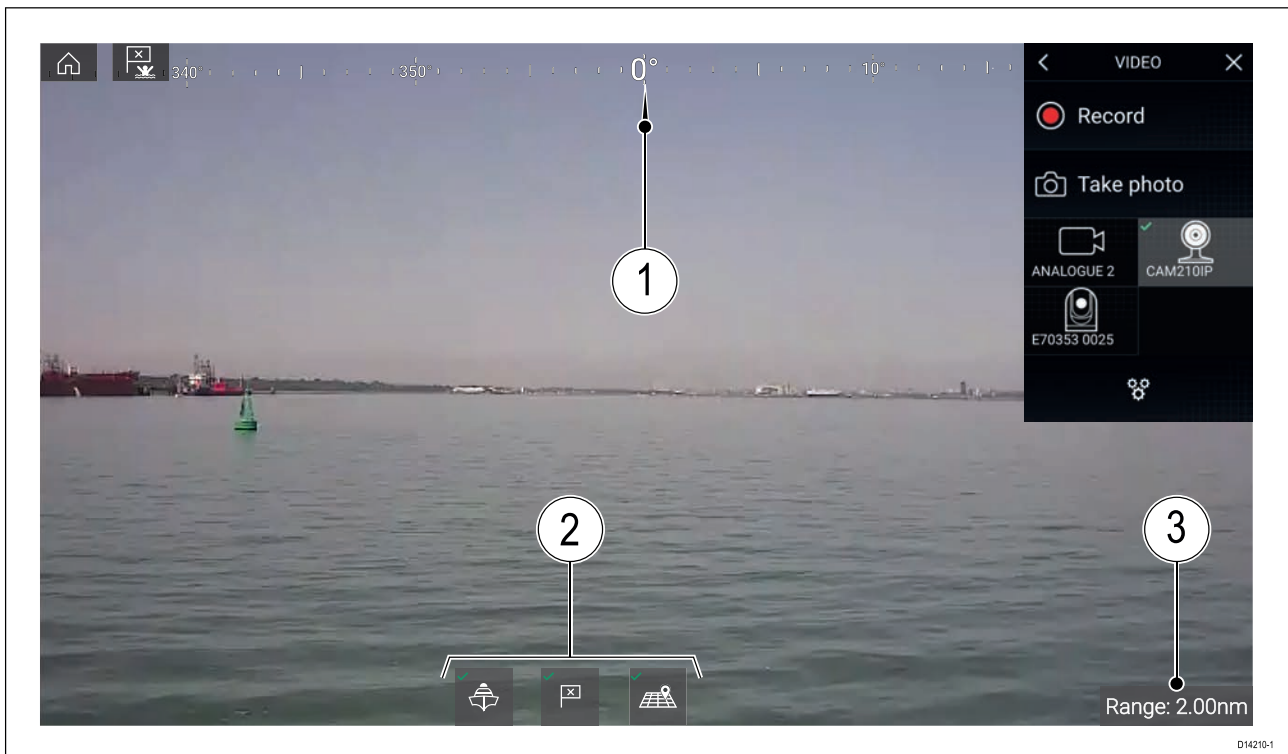 340°
350°
0°
10°
VIDEO
Record
Take photo
ANALOGUE 2
CAM210IP
E70353 0025
1
2
3
Range: 2.00nm
D14210-1